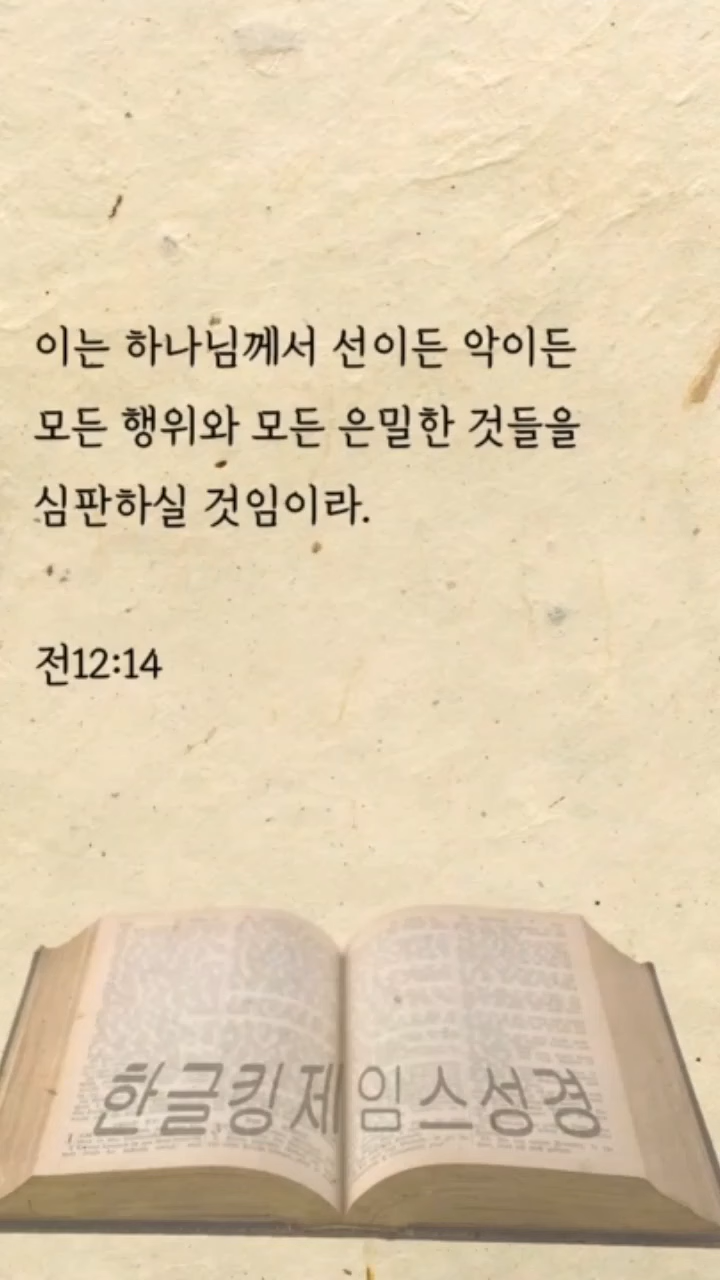 이는 하나님께서 선이든 악이든
모든 행위와 모든 은밀한 것들을
심판하실 것임이라.
전12:14
한글킹제임스성경